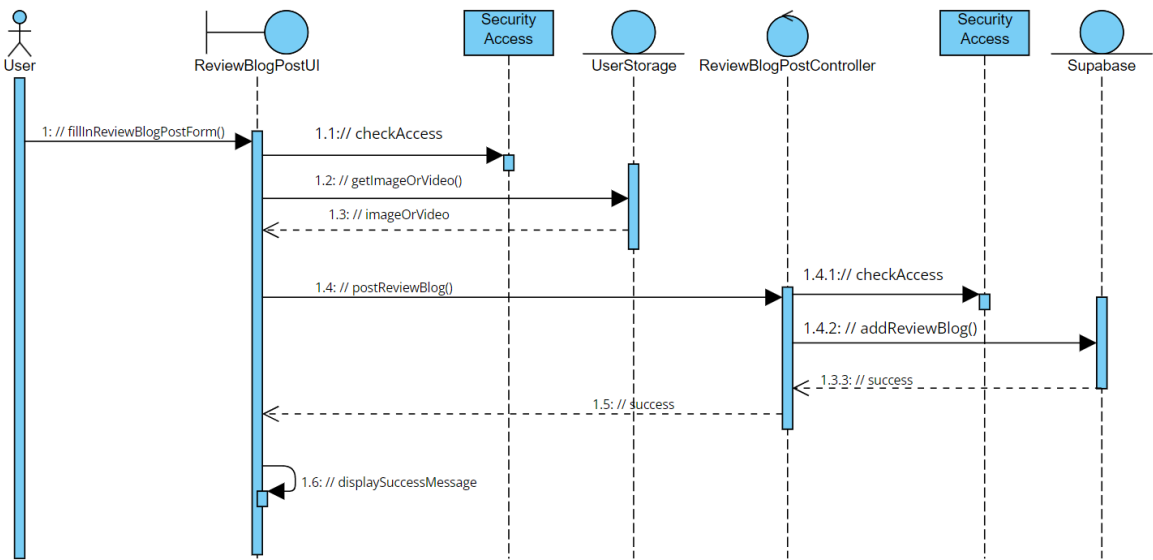 Security
Access
Security
Access
User
ReviewBlogPostUI
UserStorage
ReviewBlogPostController
Supabase
1: // fillInReviewBlogPostForm()
1.1:// checkAccess
1.2: // getImageOrVideo()
1.3: // imageOrVideo
1.4: // postReviewBlog()
1.4.1:// checkAccess
1.4.2: // addReviewBlog()
1.3.3: // success
1.5: // success
1.6: // displaySuccessMessage